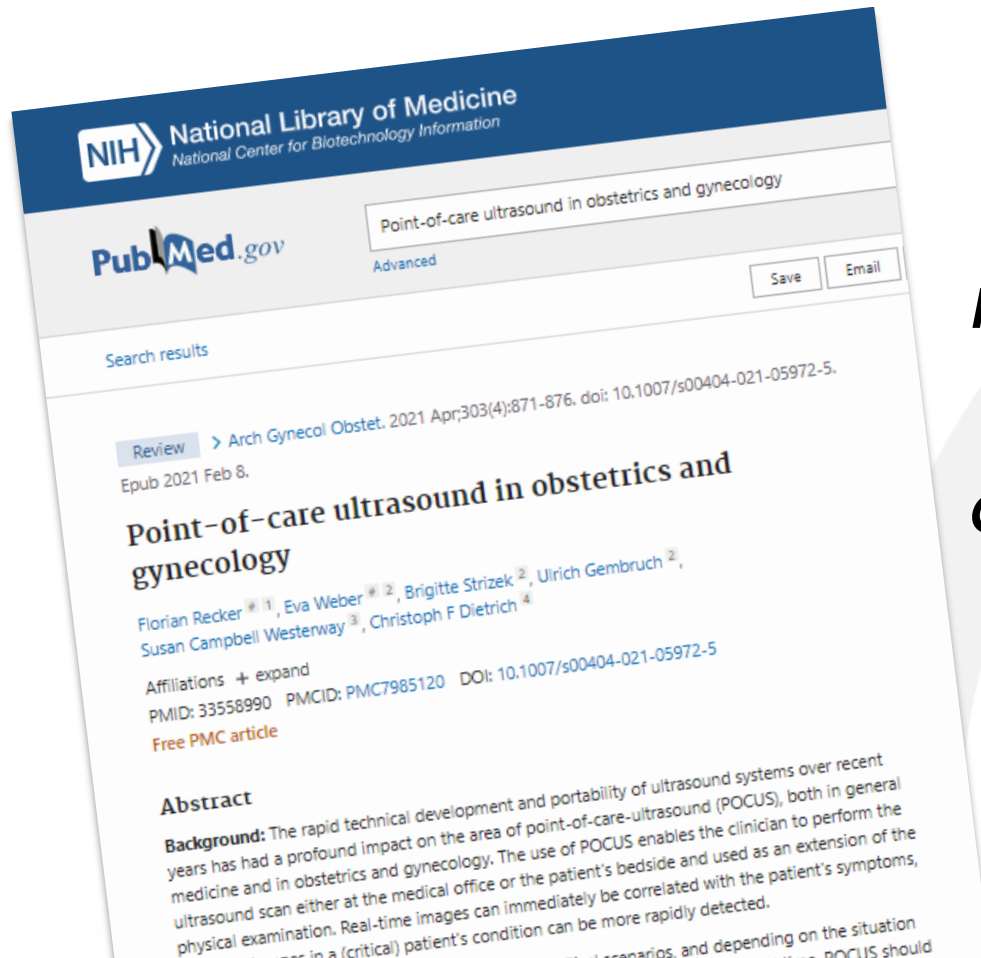 NIH National Library of Medicine
National Center for Biotechnology Information
PubMed.gov
Point-of-care ultrasound in obstetrics and gynecology
Advanced
Save Email
Search results
Review > Arch Gynecol Obstet. 2021 Apr;303(4):871-876. doi: 10.1007/s00404-021-05972-5.
Epub 2021 Feb 8.
Point-of-care ultrasound in obstetrics and
gynecology
Florian Recker # 1, Eva Weber # 2, Brigitte Strizek 2, Ulrich Gembruch 2,
Susan Campbell Westerway 3, Christoph F Dietrich 4
Affiliations + expand
PMID: 33558990 PMCID: PMC7985120 DOI: 10.1007/s00404-021-05972-5
Free PMC article
Abstract
Background: The rapid technical development and portability of ultrasound systems over recent
years has had a profound impact on the area of point-of-care-ultrasound (POCUS), both in general
medicine and in obstetrics and gynecology. The use of POCUS enables the clinician to perform the
ultrasound scan either at the medical office or the patient's bedside and used as an extension of the
physical examination. Real-time images can immediately be correlated with the patient's symptoms,
in a (critical) patient's condition can be more rapidly detected.
scenarios, and depending on the situation
POCUS should